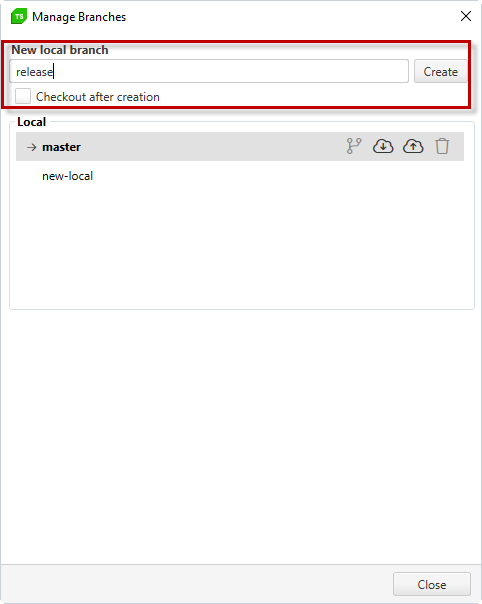 TS Manage Branches
New local branch
release
Create
Checkout after creation
Local
→ master
new-local
Close